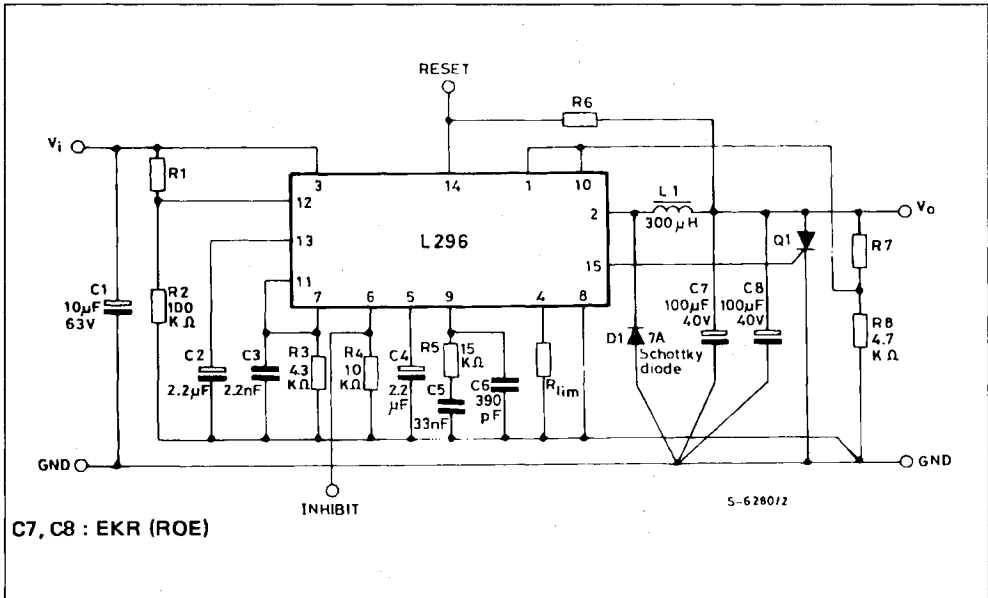 RESET
R6
Vi
R1
3
14
1
10
12
L296
2
L1
300µH
Vo
13
15
Q1
R7
11
C1
10µF
63V
R2
100
KΩ
7
6
5
9
4
8
C7
100µF
40V
C8
100µF
40V
C2
2.2µF
C3
2.2nF
R3
4.3
KΩ
R4
10
KΩ
C4
2.2
µF
R5
15
KΩ
C5
33nF
C6
390
pF
Rlim
D1
7A
Schottky
diode
R8
4.7
KΩ
GND
GND
INHIBIT
S-6280/2
C7, C8 : EKR (ROE)